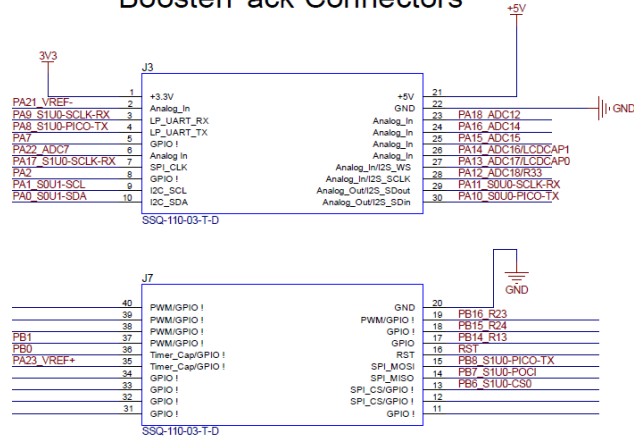 BoosterPack Connectors
+5V
3V3
J3
1 +3.3V +5V 21
PA21_VREF- 2 Analog_In GND 22 GND
PA9_S1U0-SCLK-RX 3 LP_UART_RX Analog_In 23 PA18_ADC12
PA8_S1U0-PICO-TX 4 LP_UART_TX Analog_In 24 PA16_ADC14
PA7 5 GPIO ! Analog_In 25 PA15_ADC15
PA22_ADC7 6 Analog In Analog_In 26 PA14_ADC16/LCDCAP1
PA17_S1U0-SCLK-RX 7 SPI_CLK Analog_In/I2S_WS 27 PA13_ADC17/LCDCAP0
PA2 8 GPIO ! Analog_In/I2S_SCLK 28 PA12_ADC18/R33
PA1_S0U1-SCL 9 I2C_SCL Analog_Out/I2S_SDout 29 PA11_S0U0-SCLK-RX
PA0_S0U1-SDA 10 I2C_SDA Analog_Out/I2S_SDin 30 PA10_S0U0-PICO-TX
SSQ-110-03-T-D
J7
GND
40 PWM/GPIO ! GND 20
39 PWM/GPIO ! PWM/GPIO ! 19 PB16_R23
38 PWM/GPIO ! GPIO ! 18 PB15_R24
PB1 37 PWM/GPIO ! GPIO 17 PB14_R13
PB0 36 Timer_Cap/GPIO ! RST 16 RST
PA23_VREF+ 35 Timer_Cap/GPIO ! SPI_MOSI 15 PB8_S1U0-PICO-TX
34 GPIO ! SPI_MISO 14 PB7_S1U0-POCI
33 GPIO ! SPI_CS/GPIO ! 13 PB6_S1U0-CS0
32 GPIO ! SPI_CS/GPIO ! 12
31 GPIO ! GPIO ! 11
SSQ-110-03-T-D